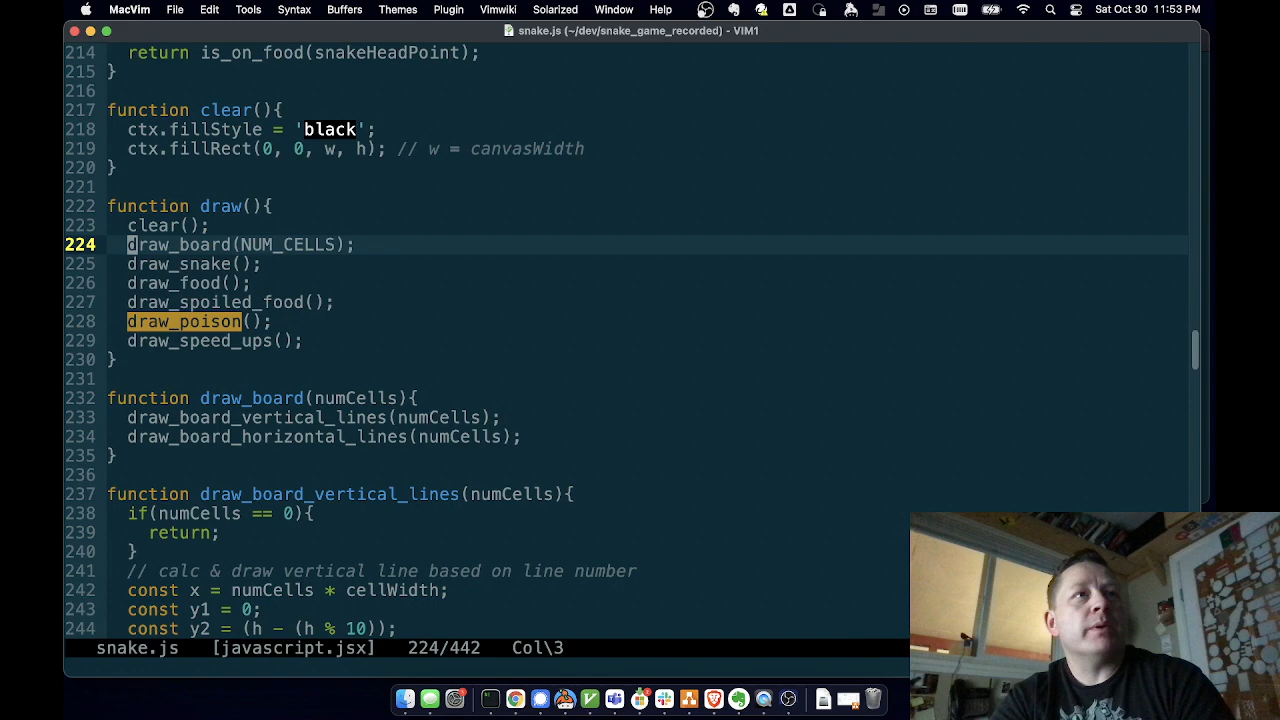 MacVim File Edit Tools Syntax Buffers Themes Plugin Vimwiki Solarized Window Help Sat Oct 30 11:53 PM
snake.js (~/dev/snake_game_recorded) - VIM1
214 return is_on_food(snakeHeadPoint);
215 }
216
217 function clear(){
218 ctx.fillStyle = 'black';
219 ctx.fillRect(0, 0, w, h); // w = canvasWidth
220 }
221
222 function draw(){
223 clear();
224 draw_board(NUM_CELLS);
225 draw_snake();
226 draw_food();
227 draw_spoiled_food();
228 draw_poison();
229 draw_speed_ups();
230 }
231
232 function draw_board(numCells){
233 draw_board_vertical_lines(numCells);
234 draw_board_horizontal_lines(numCells);
235 }
236
237 function draw_board_vertical_lines(numCells){
238 if(numCells == 0){
239 return;
240 }
241 // calc & draw vertical line based on line number
242 const x = numCells * cellWidth;
243 const y1 = 0;
244 const y2 = (h - (h % 10));
snake.js [javascript.jsx] 224/442 Col\3